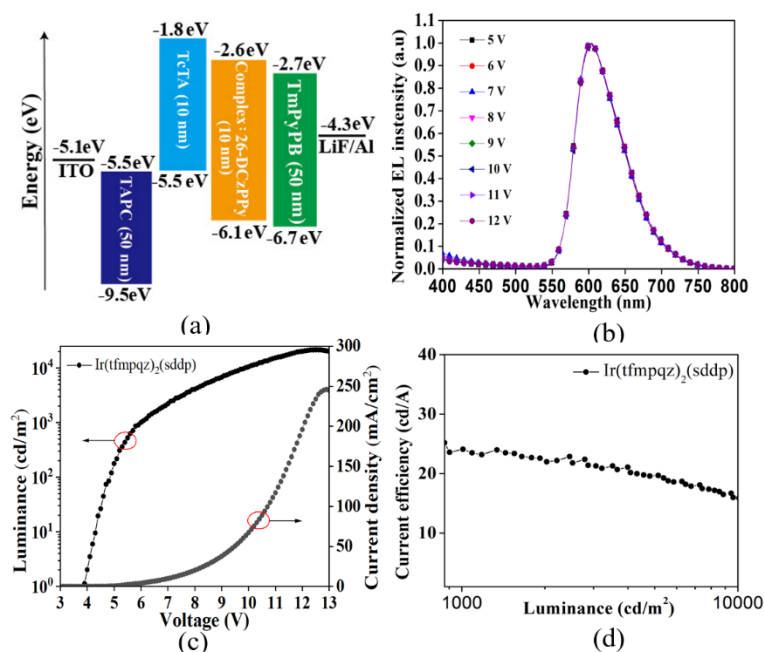 Energy (eV)
−5.1eV
ITO
−5.5eV
TAPC (50 nm)
−9.5eV
−1.8 eV
TcTA (10 nm)
−5.5 eV
−2.6eV
Complex: 26-DCzPPy
(10 nm)
−6.1eV
−2.7eV
TmPyPB (50 nm)
−6.7eV
−4.3eV
LiF/Al
(a)
Normalized EL instensity (a.u)
1.0
0.9
0.8
0.7
0.6
0.5
0.4
0.3
0.2
0.1
0.0
5 V
6 V
7 V
8 V
9 V
10 V
11 V
12 V
400 450 500 550 600 650 700 750 800
Wavelength (nm)
(b)
Luminance (cd/m²)
10⁴
10³
10²
10¹
10⁰
Ir(tfmpqz)₂(sddp)
300
250
200
150
100
50
0
Current density (mA/cm²)
3 4 5 6 7 8 9 10 11 12 13
Voltage (V)
(c)
Current efficiency (cd/A)
40
30
20
10
Ir(tfmpqz)₂(sddp)
1000 10000
Luminance (cd/m²)
(d)